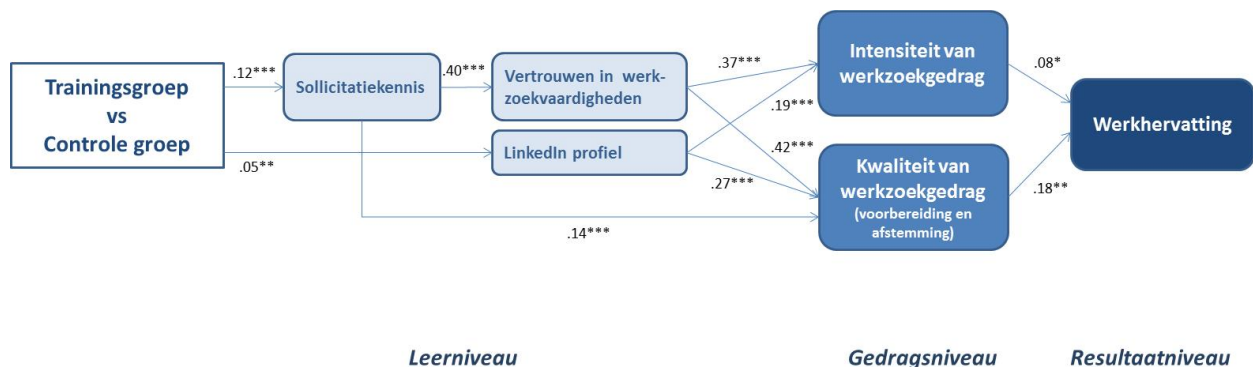 Trainingsgroep
vs
Controle groep
.12***
.05**
Sollicitatiekennis
.40***
Vertrouwen in werk-
zoekvaardigheden
LinkedIn profiel
.37***
.19***
.42***
.27***
.14***
Intensiteit van
werkzoekgedrag
Kwaliteit van
werkzoekgedrag
(voorbereiding en
afstemming)
.08*
.18**
Werkhervatting
Leerniveau
Gedragsniveau
Resultaatniveau